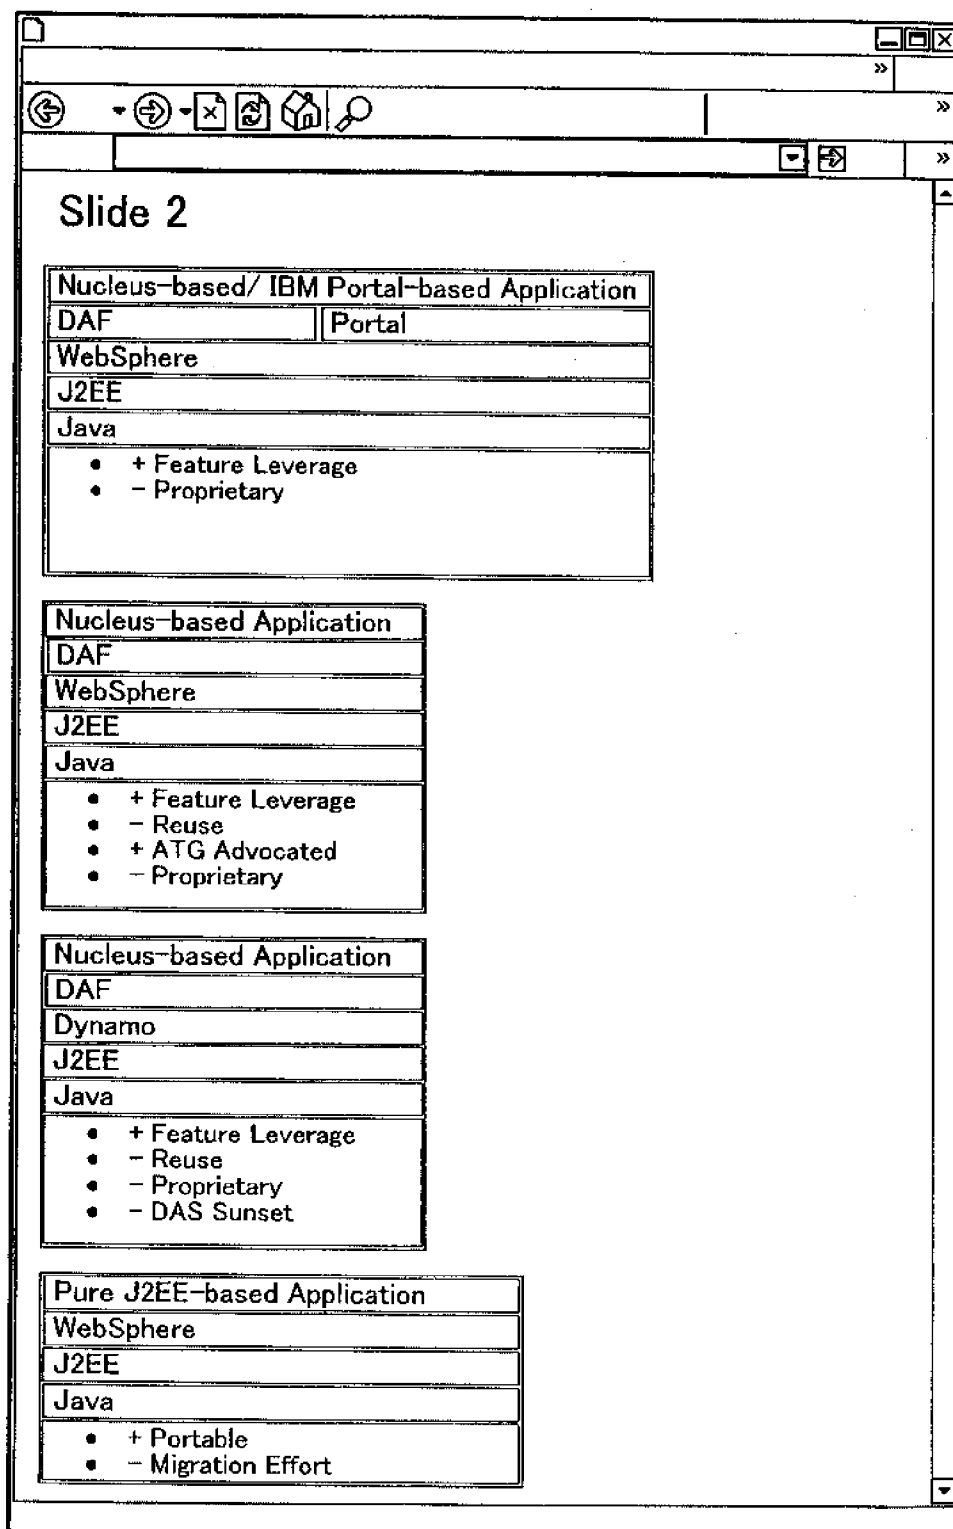 Slide 2
Nucleus-based/ IBM Portal-based Application
DAF Portal
WebSphere
J2EE
Java
• + Feature Leverage
• - Proprietary
Nucleus-based Application
DAF
WebSphere
J2EE
Java
• + Feature Leverage
• - Reuse
• + ATG Advocated
• - Proprietary
Nucleus-based Application
DAF
Dynamo
J2EE
Java
• + Feature Leverage
• - Reuse
• - Proprietary
• - DAS Sunset
Pure J2EE-based Application
WebSphere
J2EE
Java
• + Portable
• - Migration Effort